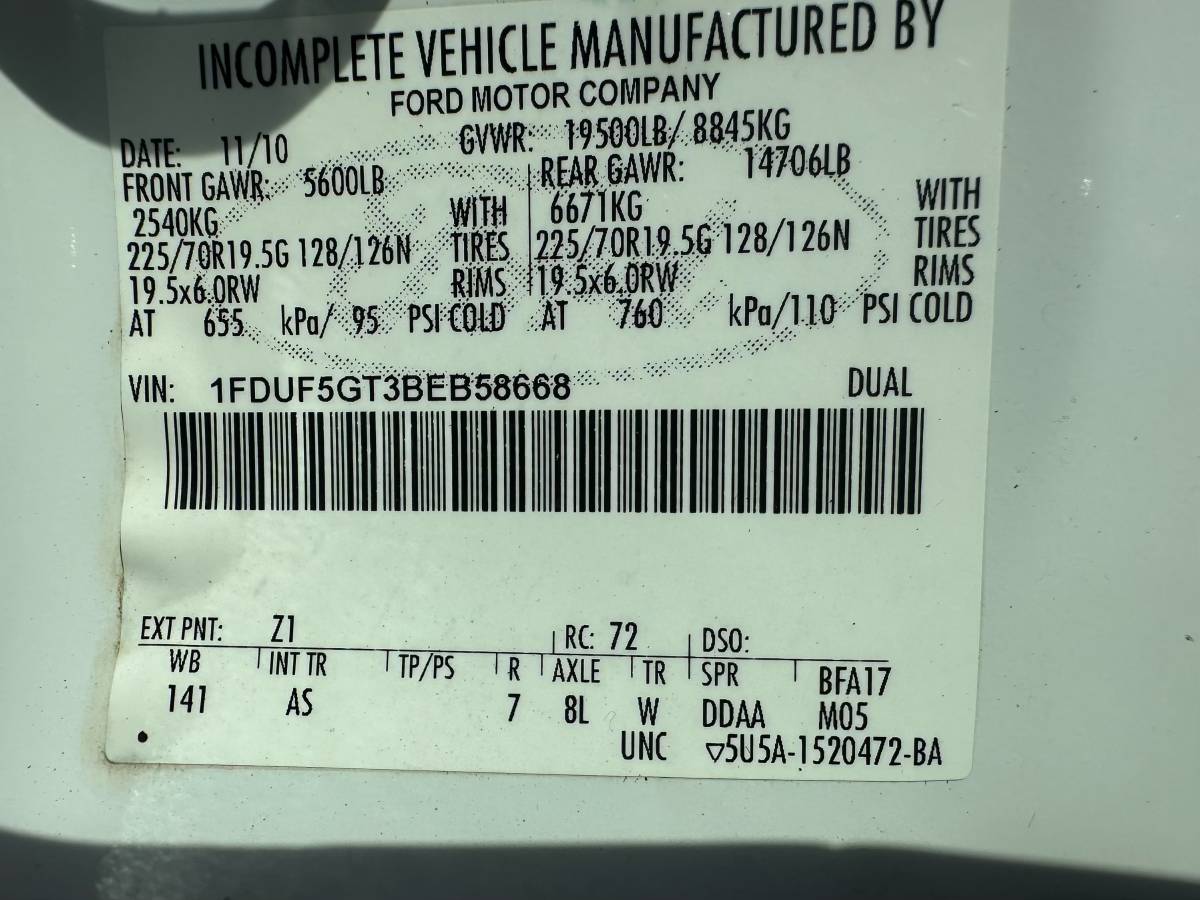 INCOMPLETE VEHICLE MANUFACTURED BY
FORD MOTOR COMPANY
DATE: 11/10 GVWR: 19500LB/ 8845KG
FRONT GAWR: 5600LB REAR GAWR: 14706LB
2540KG WITH 6671KG WITH
225/70R19.5G 128/126N TIRES 225/70R19.5G 128/126N TIRES
19.5x6.0RW RIMS 19.5x6.0RW RIMS
AT 655 kPa/ 95 PSI COLD AT 760 kPa/110 PSI COLD
VIN: 1FDUF5GT3BEB58668 DUAL
EXT PNT: Z1 RC: 72 DSO:
WB INT TR TP/PS R AXLE TR SPR BFA17
141 AS 7 8L W DDAA M05
UNC ▽5U5A-1520472-BA